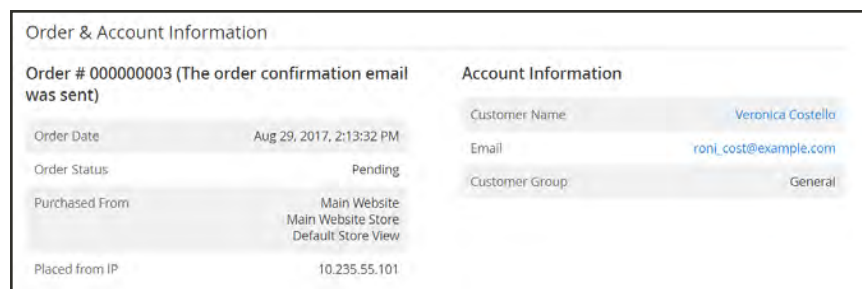 Order & Account Information
Order # 000000003 (The order confirmation email
was sent)
Order Date Aug 29, 2017, 2:13:32 PM
Order Status Pending
Purchased From Main Website
Main Website Store
Default Store View
Placed from IP 10.235.55.101
Account Information
Customer Name Veronica Costello
Email roni_cost@example.com
Customer Group General